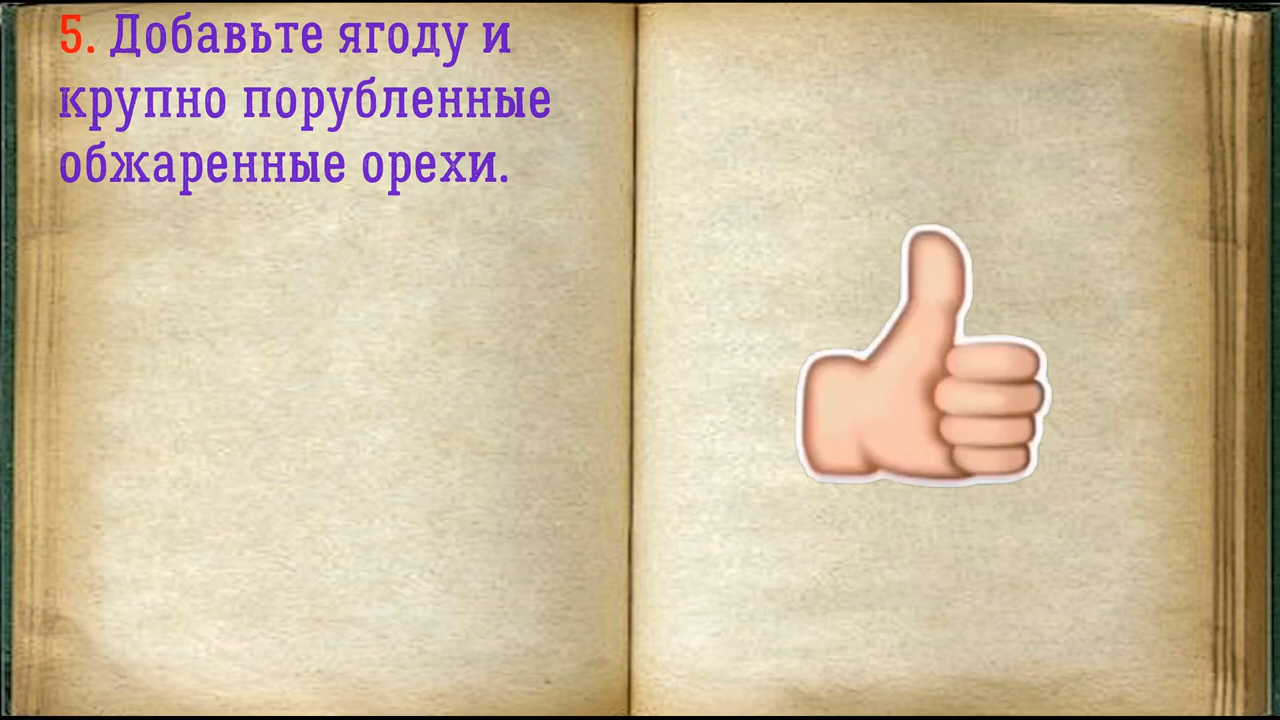 5. Добавьте ягоду и
крупно порубленные
обжаренные орехи.